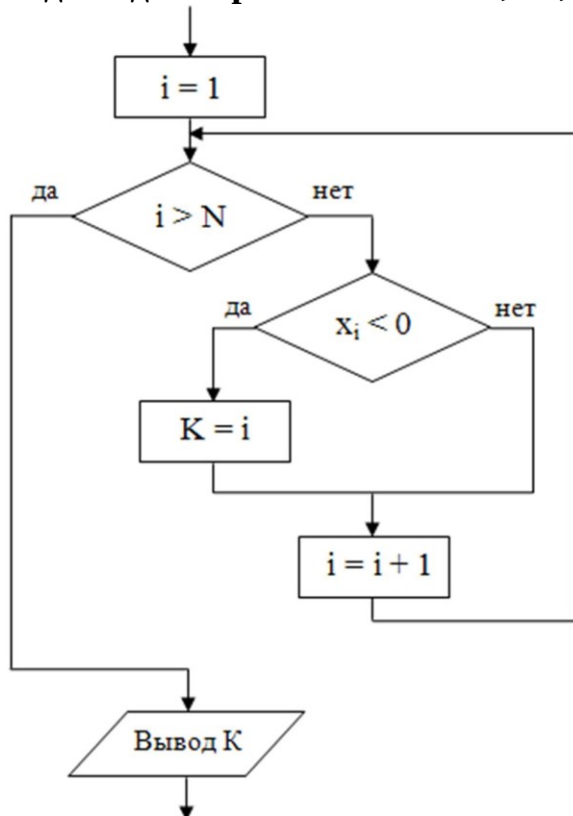 i = 1
да
нет
i > N
да
нет
xᵢ < 0
K = i
i = i + 1
Вывод К